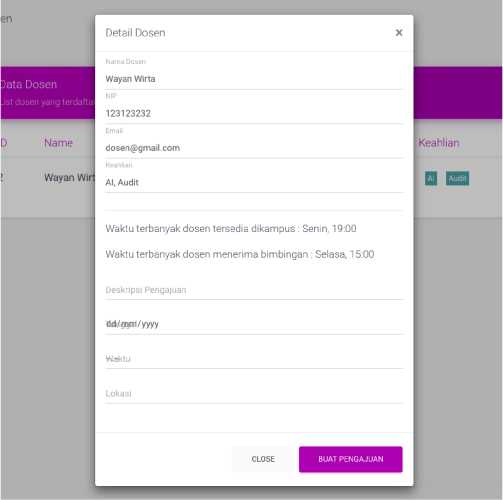 en
Detail Dosen ×
Nama Dosen
Data Dosen
Wayan Wirta
List dosen yang terdafta
NIP
123123232
Email
D Name Keahlian
dosen@gmail.com
Keahlian
Wayan Wirt AI Audit
AI, Audit
Waktu terbanyak dosen tersedia dikampus : Senin, 19:00
Waktu terbanyak dosen menerima bimbingan : Selasa, 15:00
Deskripsi Pengajuan
dd/mm/yyyy
Waktu
Lokasi
CLOSE BUAT PENGAJUAN